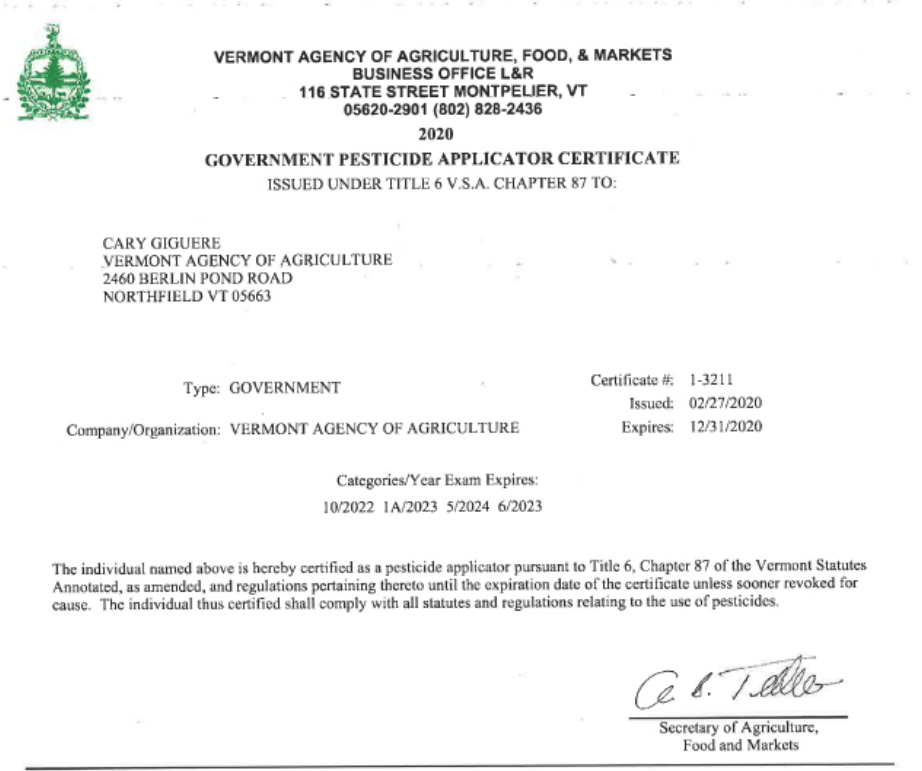 VERMONT AGENCY OF AGRICULTURE, FOOD, & MARKETS
BUSINESS OFFICE L&R
116 STATE STREET MONTPELIER, VT
05620-2901 (802) 828-2436
2020
GOVERNMENT PESTICIDE APPLICATOR CERTIFICATE
ISSUED UNDER TITLE 6 V.S.A. CHAPTER 87 TO:
CARY GIGUERE
VERMONT AGENCY OF AGRICULTURE
2460 BERLIN POND ROAD
NORTHFIELD VT 05663
Type: GOVERNMENT
Certificate #: 1-3211
Issued: 02/27/2020
Company/Organization: VERMONT AGENCY OF AGRICULTURE
Expires: 12/31/2020
Categories/Year Exam Expires:
10/2022 1A/2023 5/2024 6/2023
The individual named above is hereby certified as a pesticide applicator pursuant to Title 6, Chapter 87 of the Vermont Statutes
Annotated, as amended, and regulations pertaining thereto until the expiration date of the certificate unless sooner revoked for
cause. The individual thus certified shall comply with all statutes and regulations relating to the use of pesticides.
Secretary of Agriculture,
Food and Markets